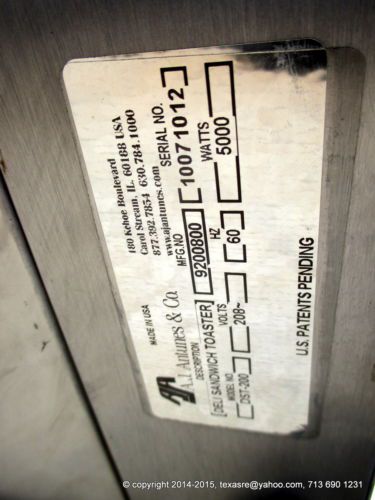 MADE IN USA
180 Kehoe Boulevard
Carol Stream, IL 60188 USA
877.392.7854 630.784.1000
www.ajantunes.com
AJA
A.J. Antunes & Co.
DESCRIPTION MFG.NO SERIAL NO.
DELI SANDWICH TOASTER 9200800 10071012
MODEL NO VOLTS HZ WATTS
DST-200 208~ 60 5000
U.S. PATENTS PENDING
© copyright 2014-2015, texasre@yahoo.com, 713 690 1231